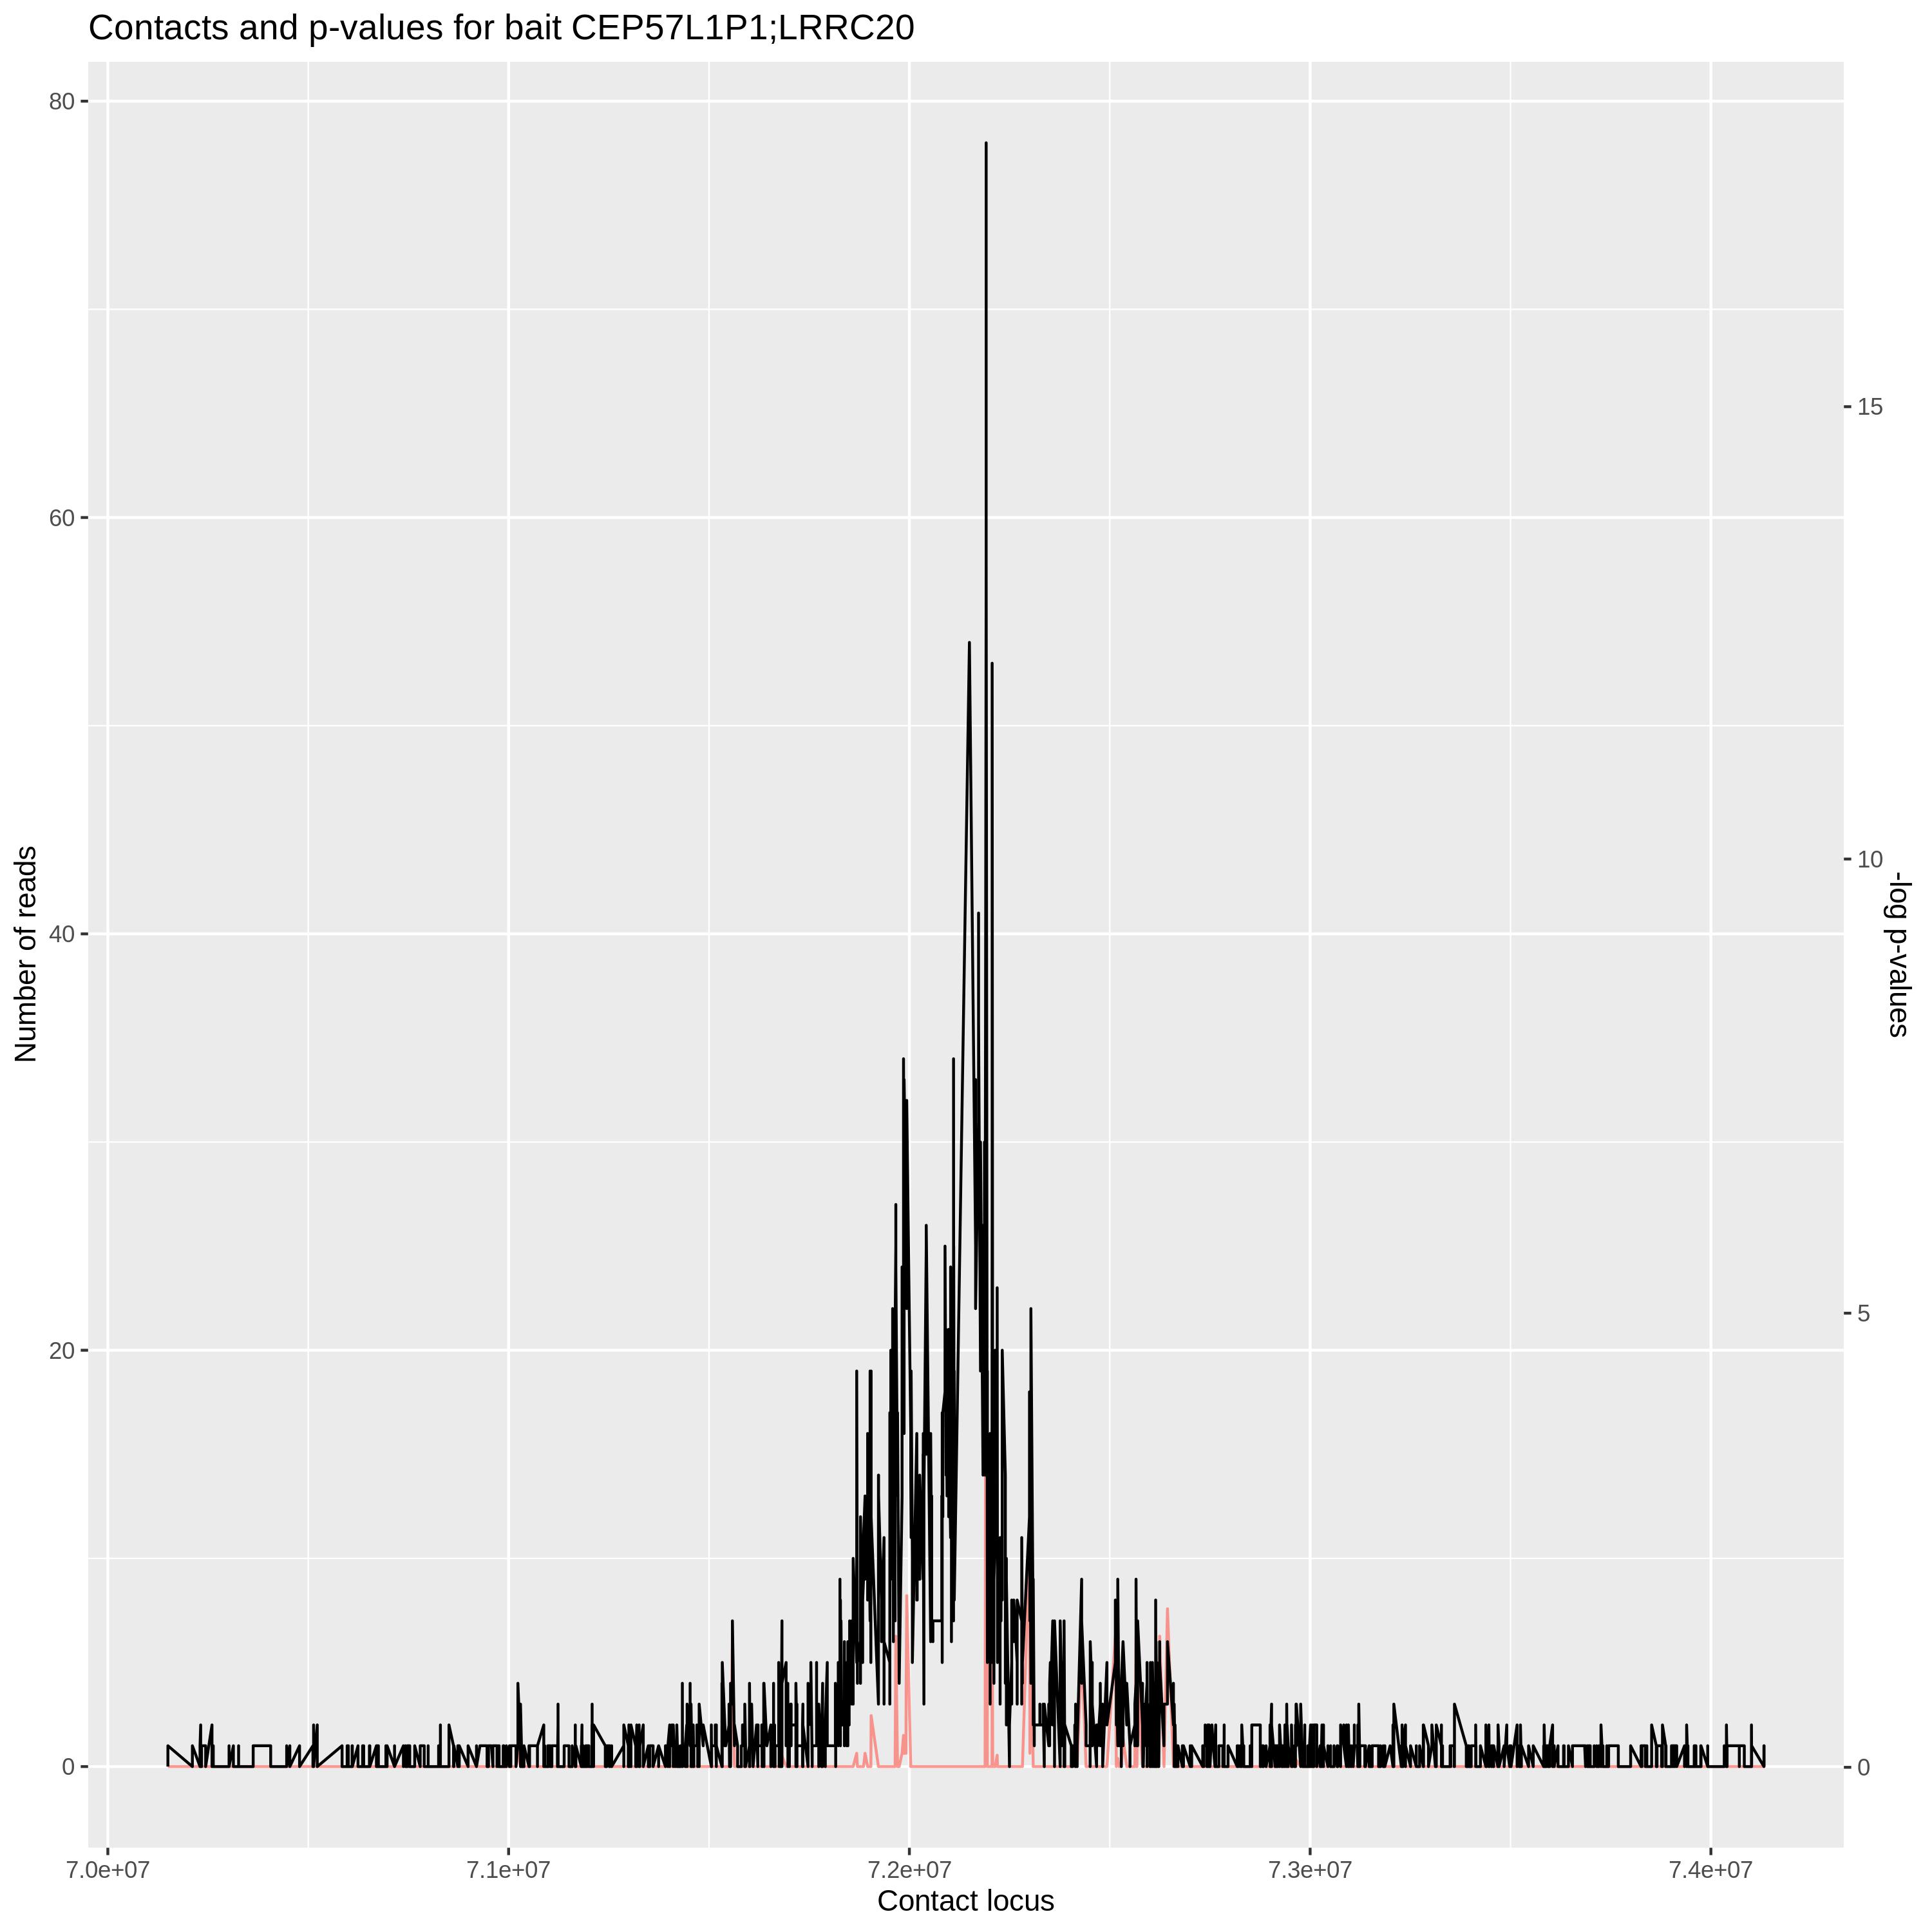 Contacts and p-values for bait CEP57L1P1;LRRC20
80
60
40
20
0
Number of reads
15
10
5
0
-log p-values
7.0e+07
7.1e+07
7.2e+07
7.3e+07
7.4e+07
Contact locus